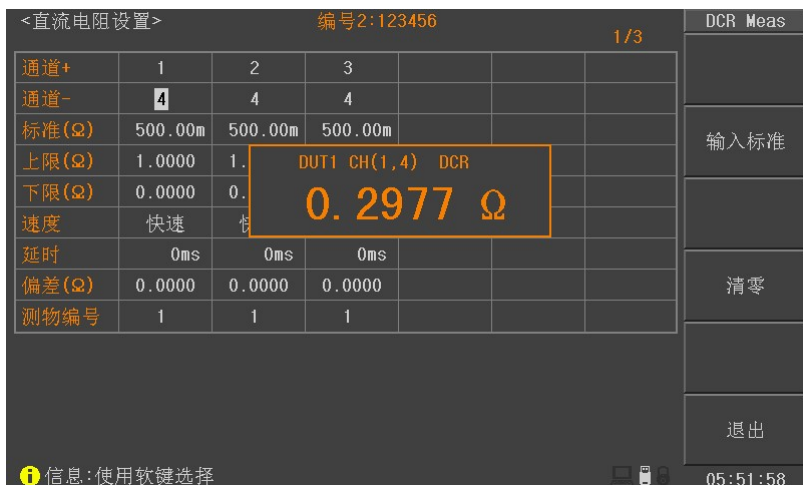 <直流电阻设置> 编号2:123456 1/3 DCR Meas
通道+ 1 2 3
通道- 4 4 4
标准(Ω) 500.00m 500.00m 500.00m
输入标准
上限(Ω) 1.0000 1.
DUT1 CH(1,4) DCR
下限(Ω) 0.0000 0.
0.2977 Ω
速度 快速
延时 0ms 0ms 0ms
偏差(Ω) 0.0000 0.0000 0.0000
清零
测物编号 1 1 1
退出
信息:使用软键选择 05:51:58